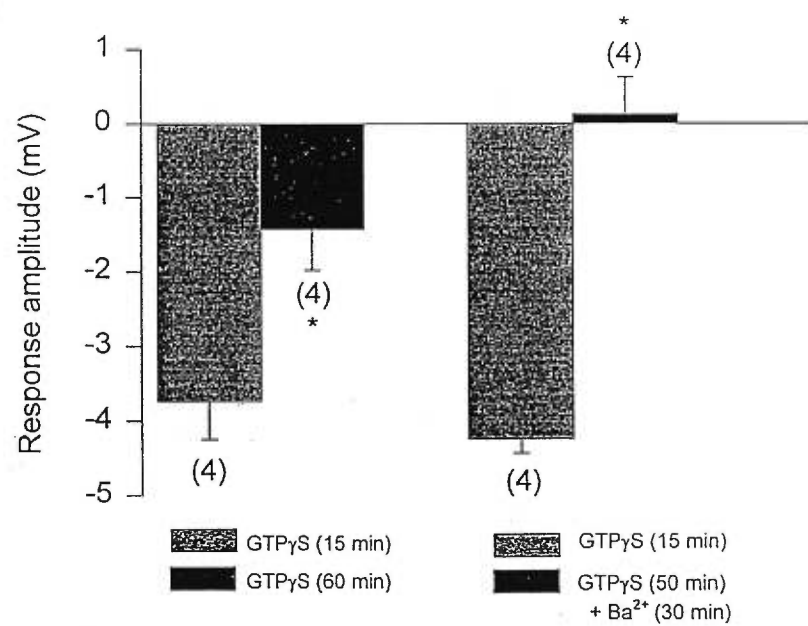 *
(4)
1
0
-1
-2
-3
-4
-5
Response amplitude (mV)
(4)
*
(4)
(4)
GTPγS (15 min)
GTPγS (60 min)
GTPγS (15 min)
GTPγS (50 min)
+ Ba²⁺ (30 min)